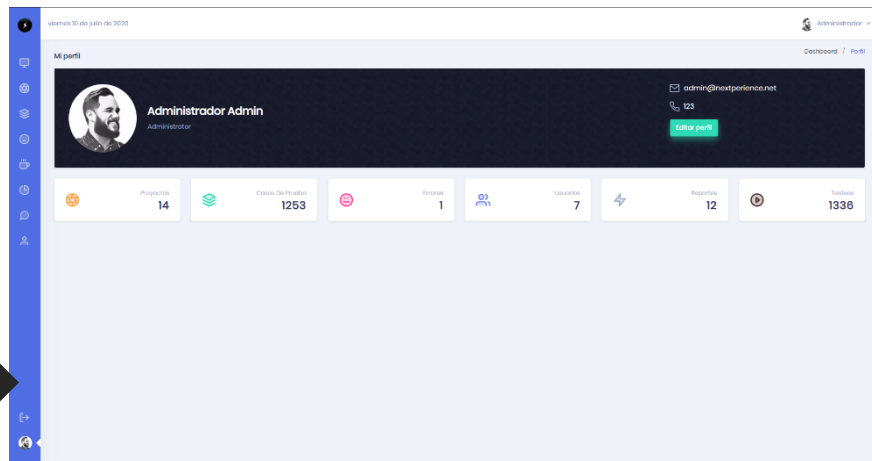 viernes 10 de julio de 2020
Administrador
Mi perfil
Dashboard / Perfil
Administrador Admin
Administrator
admin@nextperience.net
123
Editar perfil
Proyectos
14
Casos De Prueba
1253
Errores
1
Usuarios
7
Reportes
12
Testeos
1336